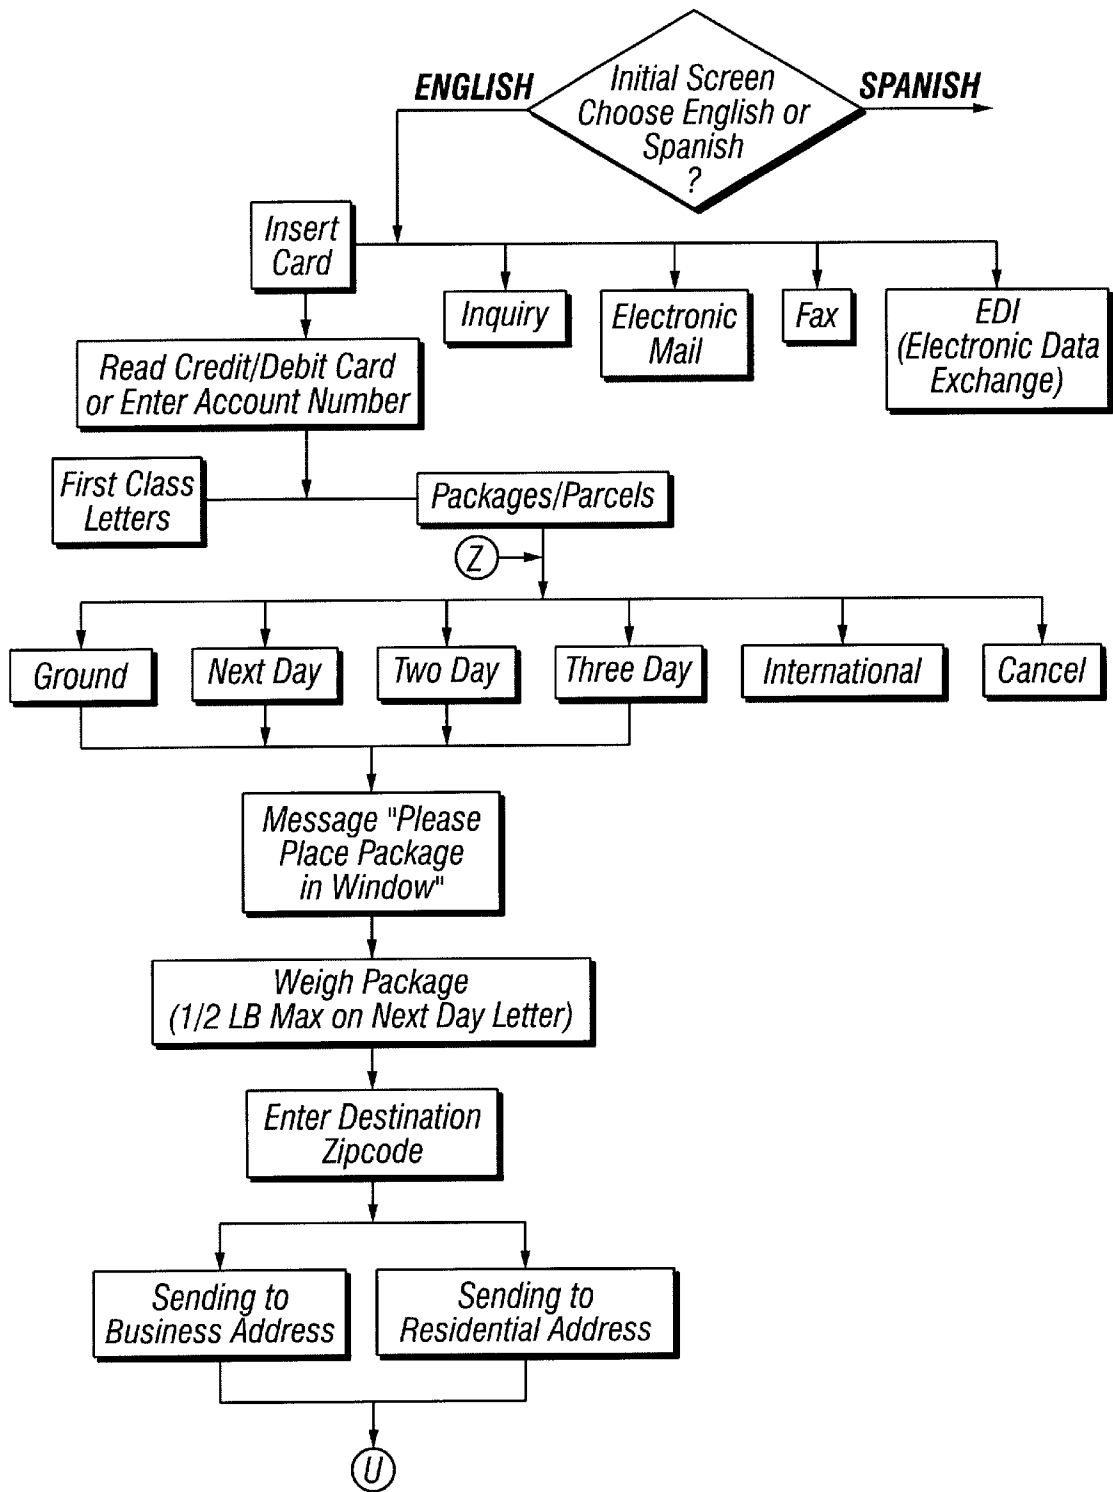 ENGLISH
Initial Screen
Choose English or
Spanish
?
SPANISH
Insert
Card
Inquiry
Electronic
Mail
Fax
EDI
(Electronic Data
Exchange)
Read Credit/Debit Card
or Enter Account Number
First Class
Letters
Packages/Parcels
Z
Ground
Next Day
Two Day
Three Day
International
Cancel
Message "Please
Place Package
in Window"
Weigh Package
(1/2 LB Max on Next Day Letter)
Enter Destination
Zipcode
Sending to
Business Address
Sending to
Residential Address
U